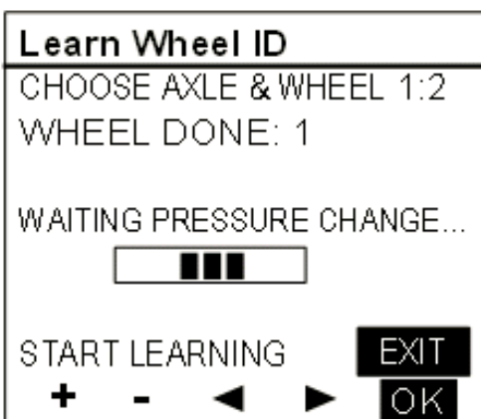 Learn Wheel ID
CHOOSE AXLE & WHEEL 1:2
WHEEL DONE: 1
WAITING PRESSURE CHANGE...
START LEARNING EXIT
+ - ◀ ▶ OK